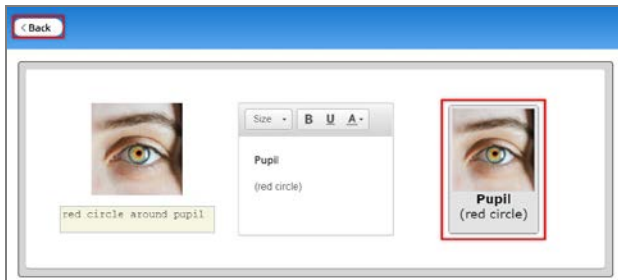 < Back
Size B U A
Pupil
(red circle)
red circle around pupil
Pupil
(red circle)